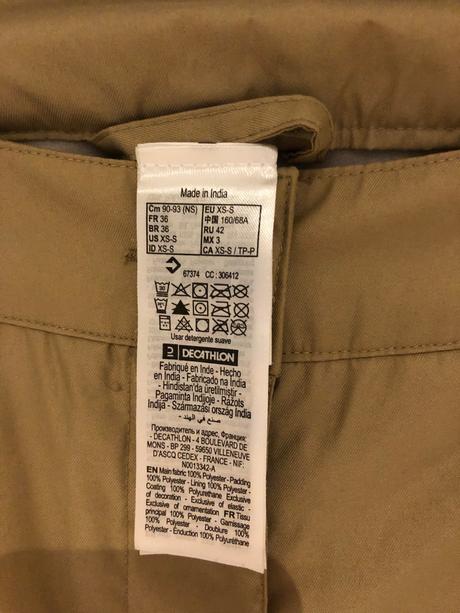 Made in India
Cm 90-93 (NS) EU XS-S
FR 36 中国 160/68A
BR 36 RU 42
US XS-S MX 3
ID XS-S CA XS-S / TP-P
67374 CC : 306412
Usar detergente suave
DECATHLON
Fabriqué en Inde - Hecho
en India - Fabricado na India
- Hindistan'da üretilmiştir -
Pagaminta Indijoje - Ražots
Indijā - Származási ország India
صنع في الهند -
Производитель и адрес, Франция:
- DECATHLON - 4 BOULEVARD DE
MONS - BP 299 - 59650 VILLENEUVE
D'ASCQ CEDEX - FRANCE - NIF:
N0013342-A
EN Main fabric 100% Polyester - Padding
100% Polyester - Lining 100% Polyester -
Coating 100% Polyurethane Exclusive
of decoration - Exclusive of elastic -
Exclusive of ornamentation FR Tissu
principal 100% Polyester - Garnissage
100% Polyester - Doublure 100%
Polyester - Enduction 100% Polyuréthane